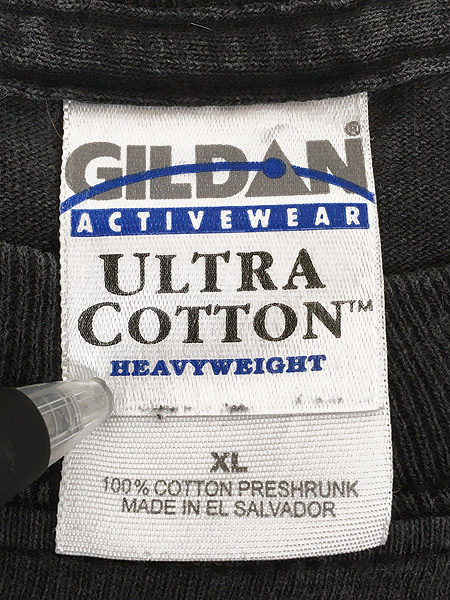 GILDAN®
ACTIVEWEAR
ULTRA
COTTON™
HEAVYWEIGHT
XL
100% COTTON PRESHRUNK
MADE IN EL SALVADOR